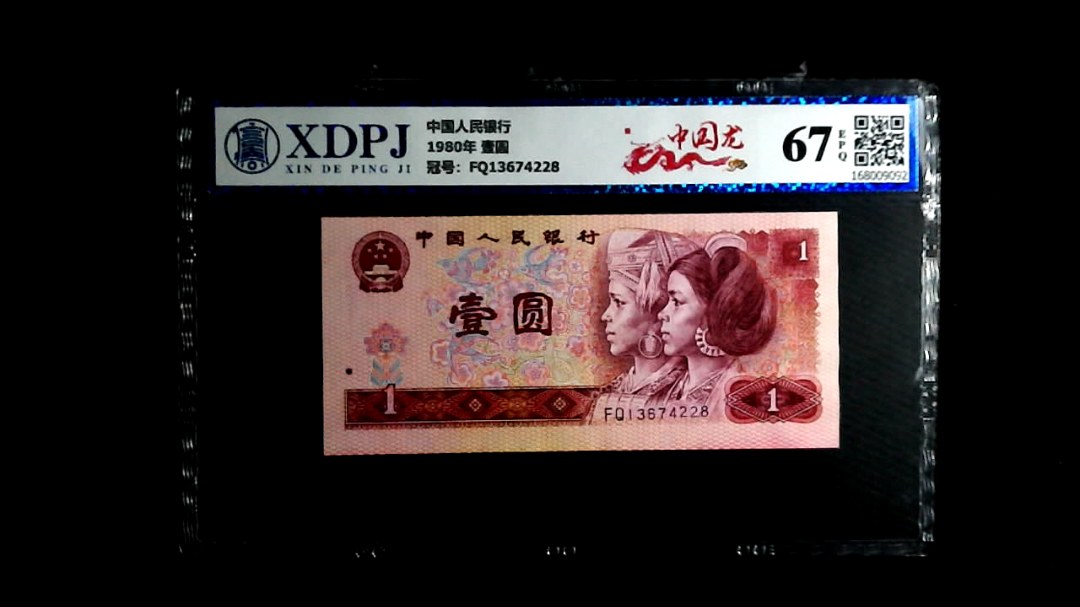 XDPJ
XIN DE PING JI
中国人民银行
1980年 壹圆
冠号：FQ13674228
中国龙
67
EPQ
168009092
中国人民银行
1
壹圆
1
FQ13674228
1